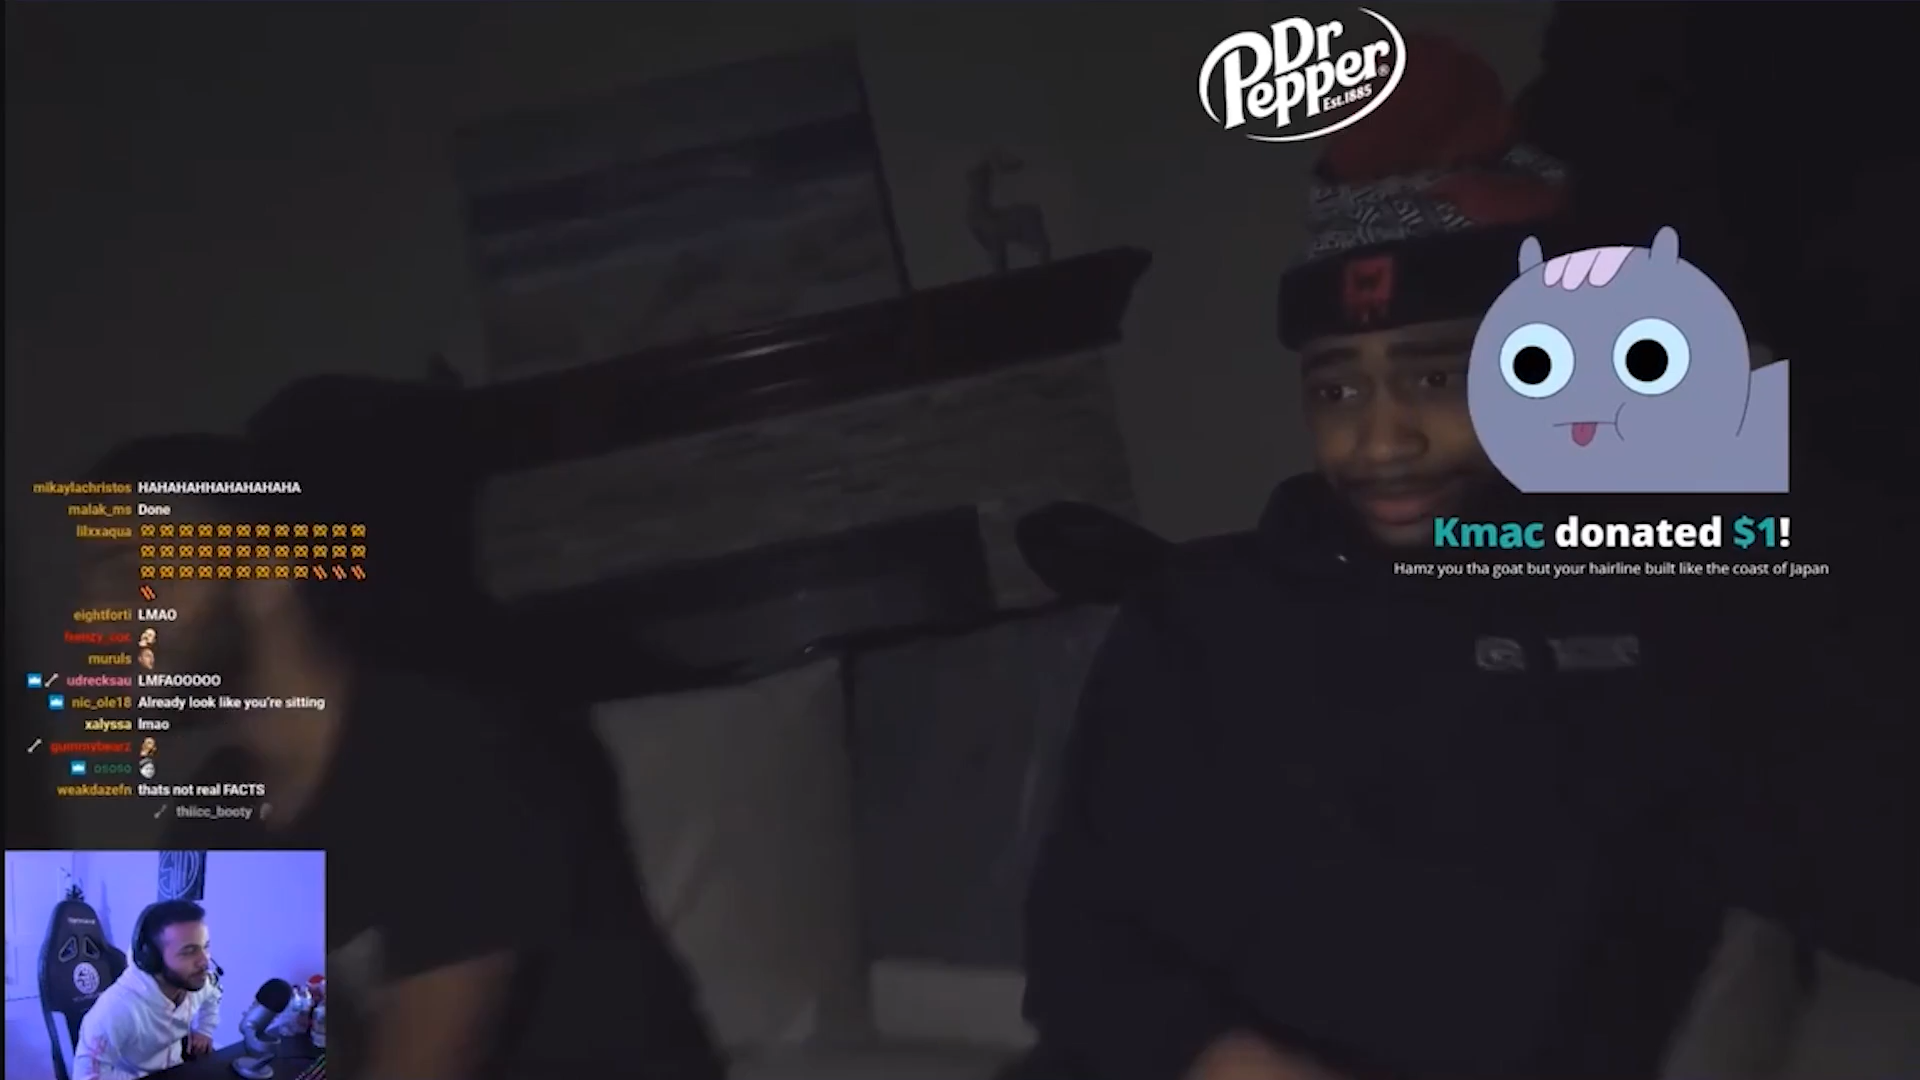 Dr
Pepper
Est.1885
mikaylachristos HAHAHAHHAHAHAHAHA
malak_ms Done
lilxxaqua
eightforti LMAO
muruls
udrecksau LMFAOOOOO
nic_ole18 Already look like you're sitting
xalyssa lmao
gummybearz
ososo
weakdazefn thats not real FACTS
thiicc_booty
Kmac donated $1!
Hamz you tha goat but your hairline built like the coast of Japan